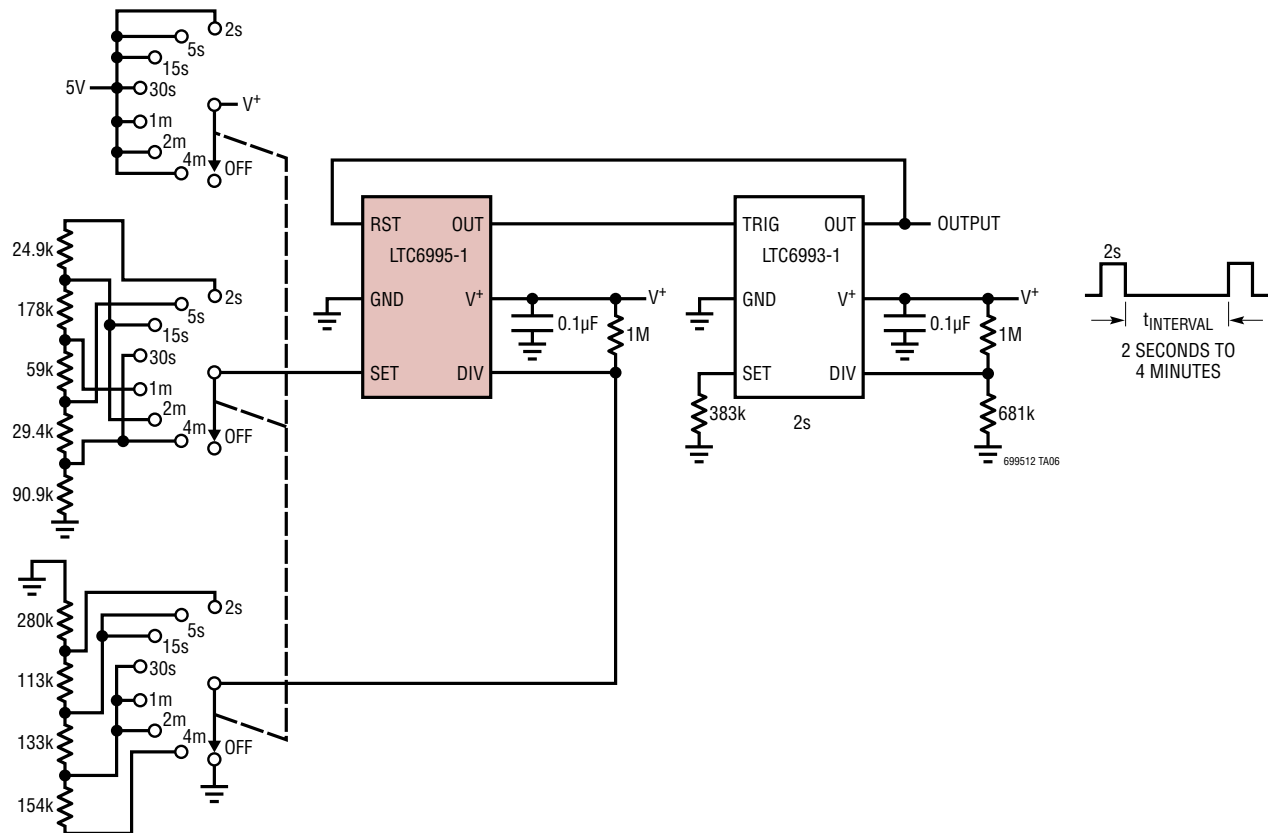 2s
5s
15s
5V
30s
V+
1m
2m
4m
OFF
24.9k
178k
59k
29.4k
90.9k
2s
5s
15s
30s
1m
2m
4m
OFF
280k
113k
133k
154k
2s
5s
15s
30s
1m
2m
4m
OFF
RST OUT
LTC6995-1
GND V+
SET DIV
V+
0.1µF
1M
TRIG OUT
LTC6993-1
GND V+
SET DIV
OUTPUT
V+
0.1µF
1M
383k
2s
681k
699512 TA06
2s
tINTERVAL
2 SECONDS TO
4 MINUTES